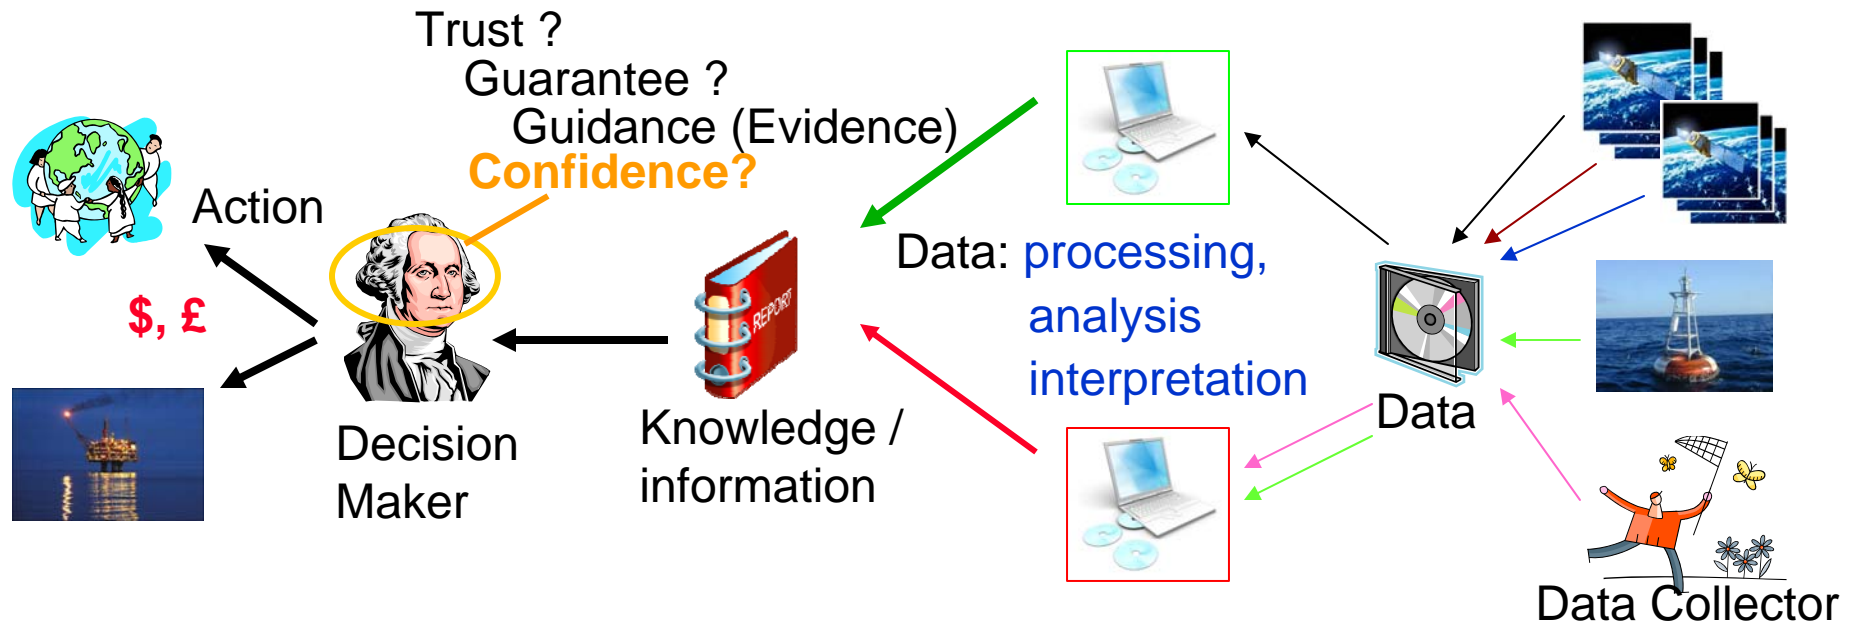 Trust ?
Guarantee ?
Guidance (Evidence)
Confidence?
Action
$, £
Decision
Maker
REPORT
Knowledge /
information
Data: processing,
analysis
interpretation
Data
Data Collector